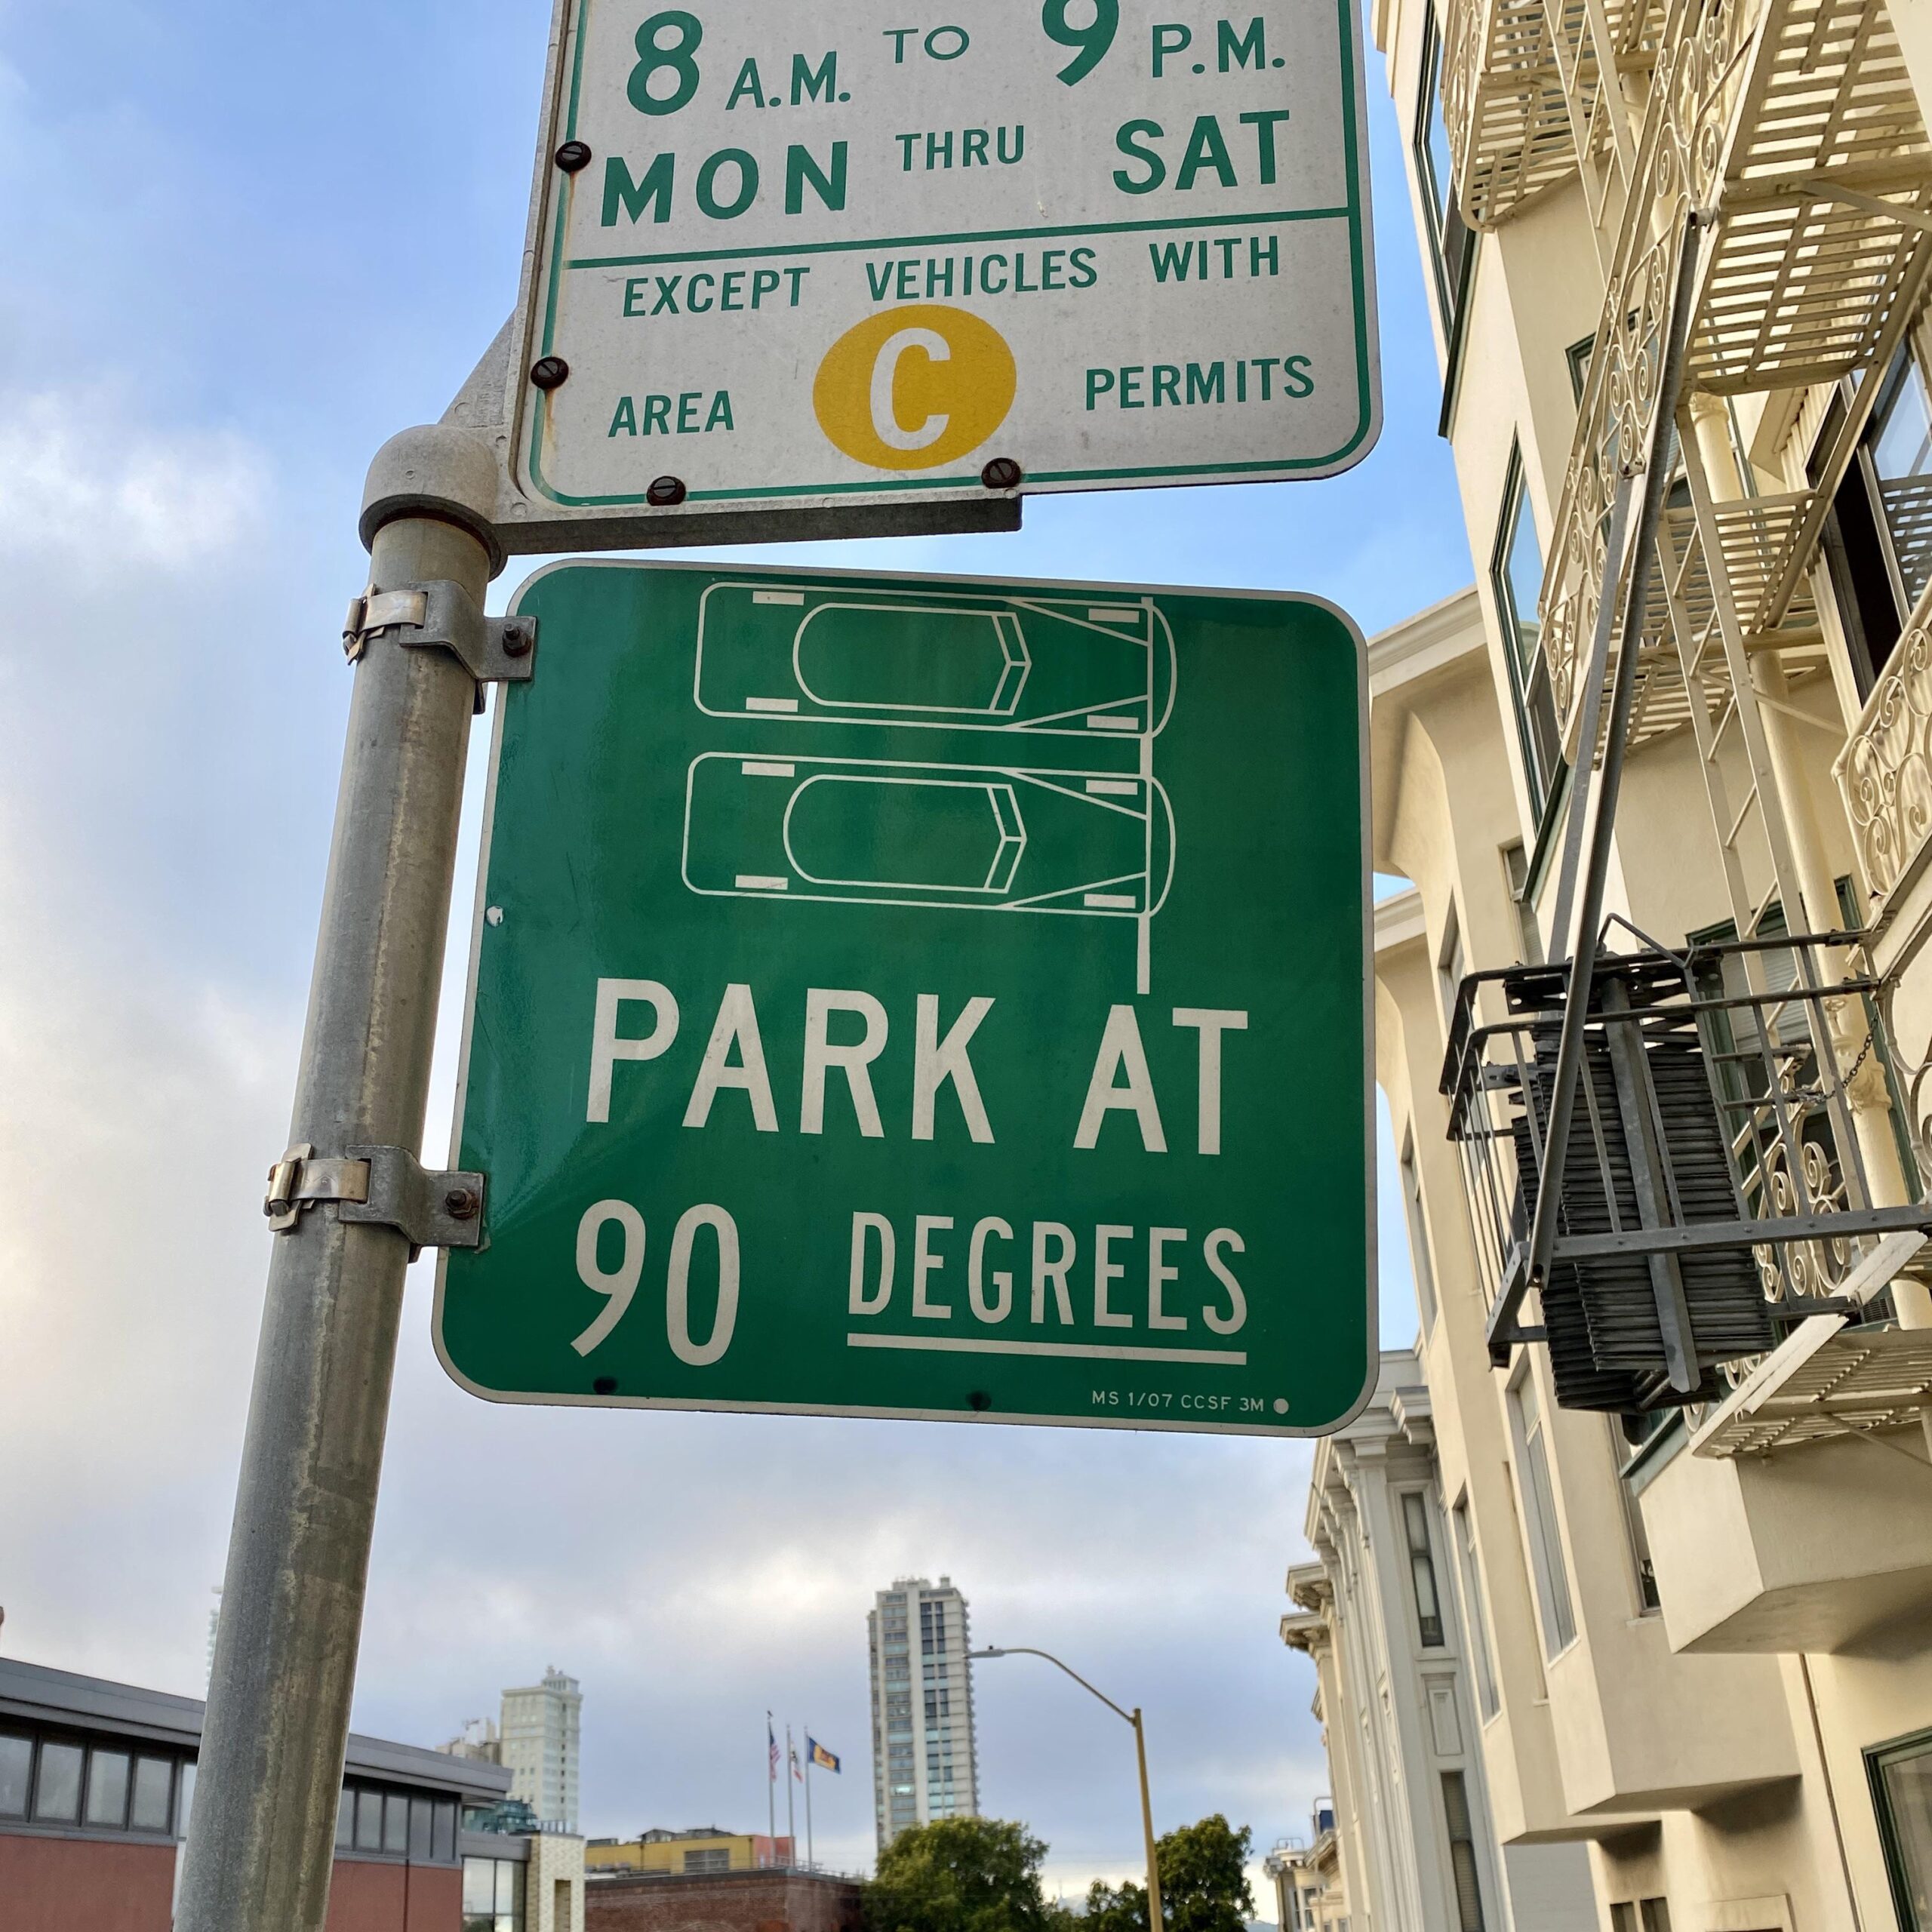 8 A.M. TO 9 P.M.
MON THRU SAT
EXCEPT VEHICLES WITH
AREA C PERMITS
PARK AT
90 DEGREES
MS 1/07 CCSF 3M